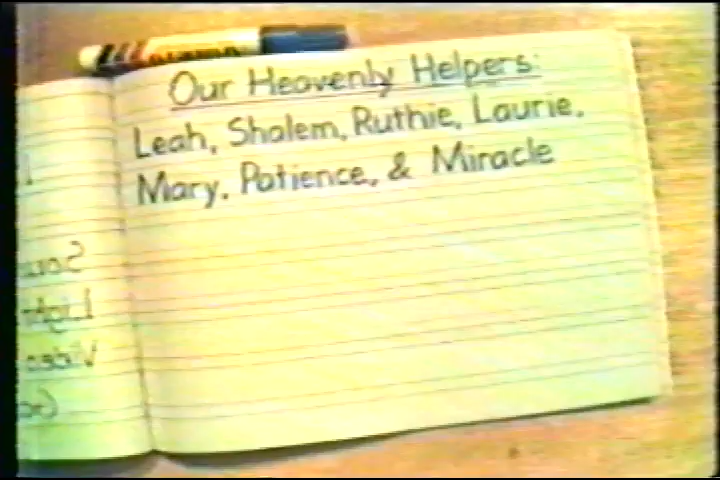 Our Heavenly Helpers:
Leah, Shalem, Ruthie, Laurie,
Mary, Patience, & Miracle